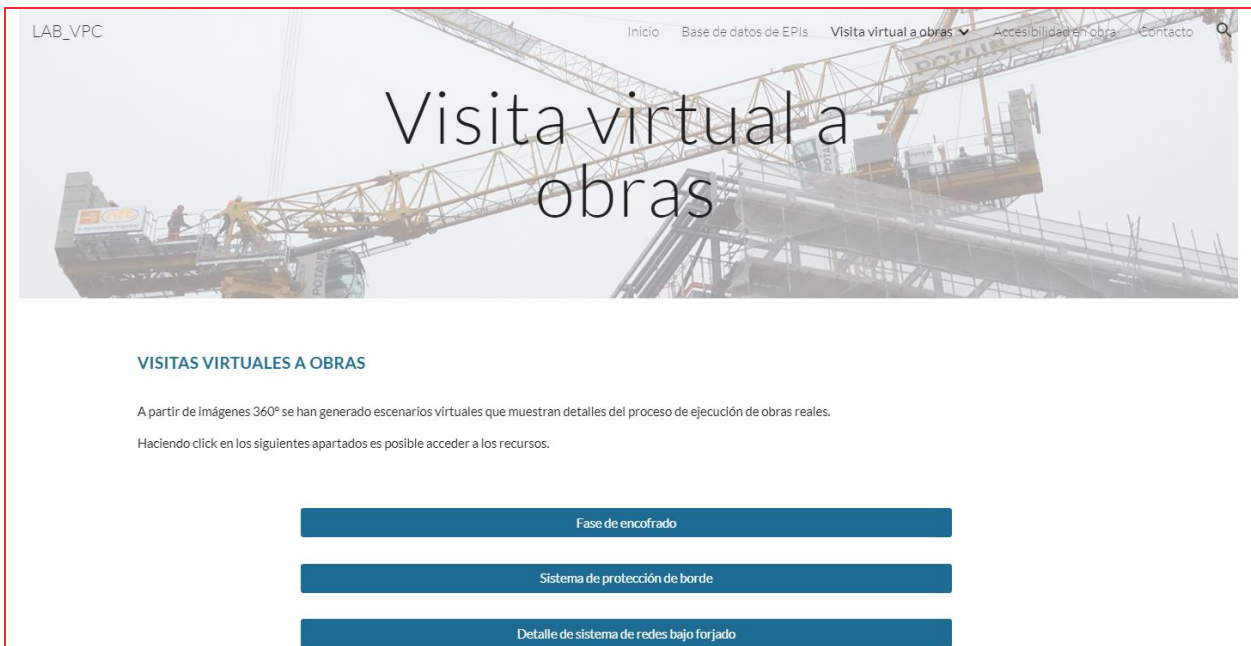 LAB_VPC
Inicio Base de datos de EPIs Visita virtual a obras Accesibilidad en obra Contacto
POTAIN
Visita virtual a
obras
POTAIN
VISITAS VIRTUALES A OBRAS
A partir de imágenes 360º se han generado escenarios virtuales que muestran detalles del proceso de ejecución de obras reales.
Haciendo click en los siguientes apartados es posible acceder a los recursos.
Fase de encofrado
Sistema de protección de borde
Detalle de sistema de redes bajo forjado